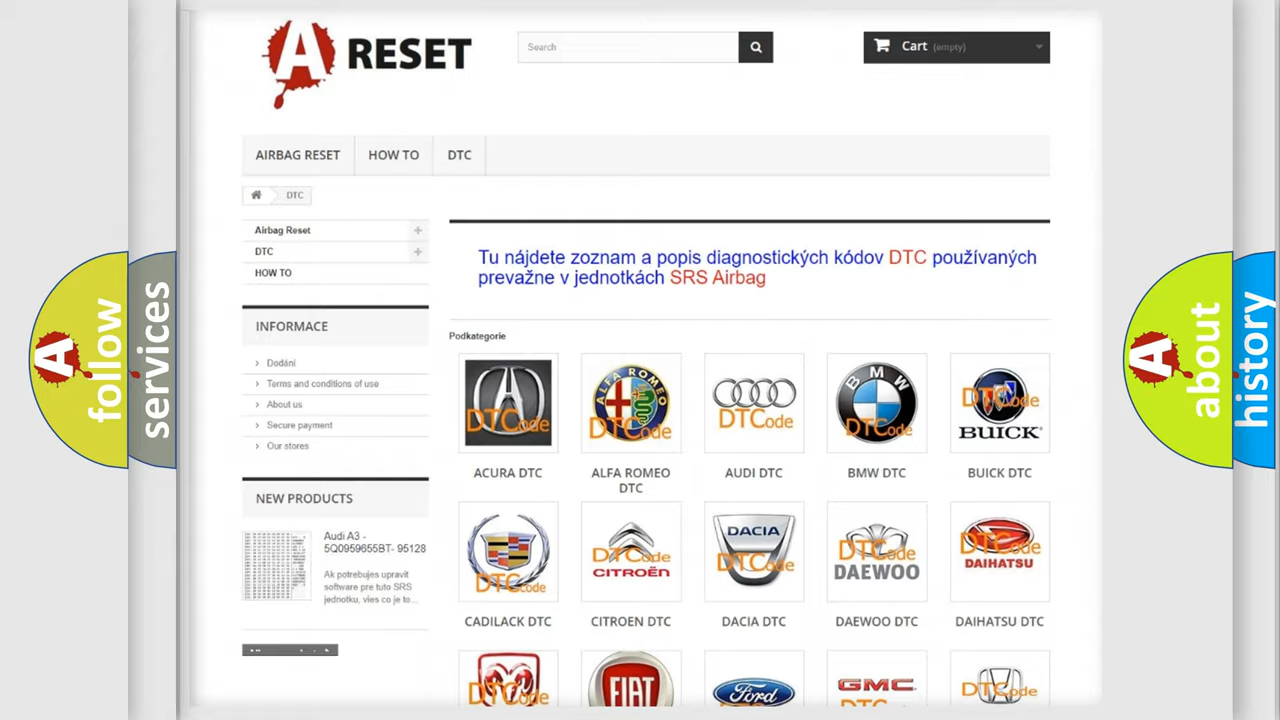 A RESET
Search
Cart (empty)
AIRBAG RESET
HOW TO
DTC
DTC
Airbag Reset
DTC
HOW TO
INFORMACE
Dodání
Terms and conditions of use
About us
Secure payment
Our stores
NEW PRODUCTS
Audi A3 -
5Q0959655BT- 95128
Ak potrebujes upravit
software pre tuto SRS
jednotku, vies co je to...
Tu nájdete zoznam a popis diagnostických kódov DTC používaných
prevažne v jednotkách SRS Airbag
Podkategorie
DTCode
ALFA ROMEO
DTCode
DTCode
BMW
DTCode
DTCode
BUICK
ACURA DTC
ALFA ROMEO
DTC
AUDI DTC
BMW DTC
BUICK DTC
DTCode
DTCode
CITROËN
DACIA
DTCode
DTCode
DAEWOO
DTCode
DAIHATSU
CADILACK DTC
CITROEN DTC
DACIA DTC
DAEWOO DTC
DAIHATSU DTC
DTCode
FIAT
Ford
GMC
DTCode
A follow
services
A about
history